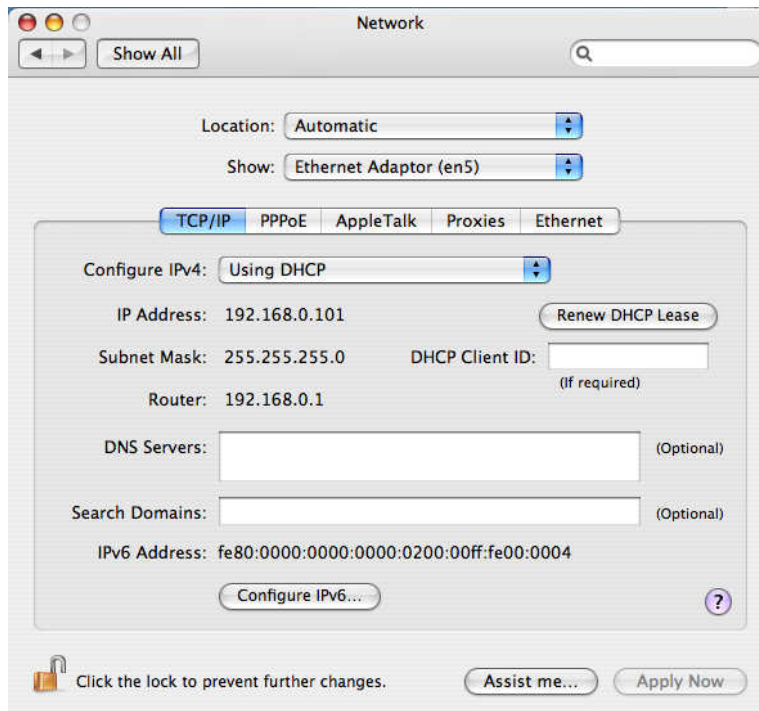 Network
Show All
Location: Automatic
Show: Ethernet Adaptor (en5)
TCP/IP PPPoE AppleTalk Proxies Ethernet
Configure IPv4: Using DHCP
IP Address: 192.168.0.101 Renew DHCP Lease
Subnet Mask: 255.255.255.0 DHCP Client ID:
(If required)
Router: 192.168.0.1
DNS Servers: (Optional)
Search Domains: (Optional)
IPv6 Address: fe80:0000:0000:0000:0200:00ff:fe00:0004
Configure IPv6...
?
Click the lock to prevent further changes. Assist me... Apply Now